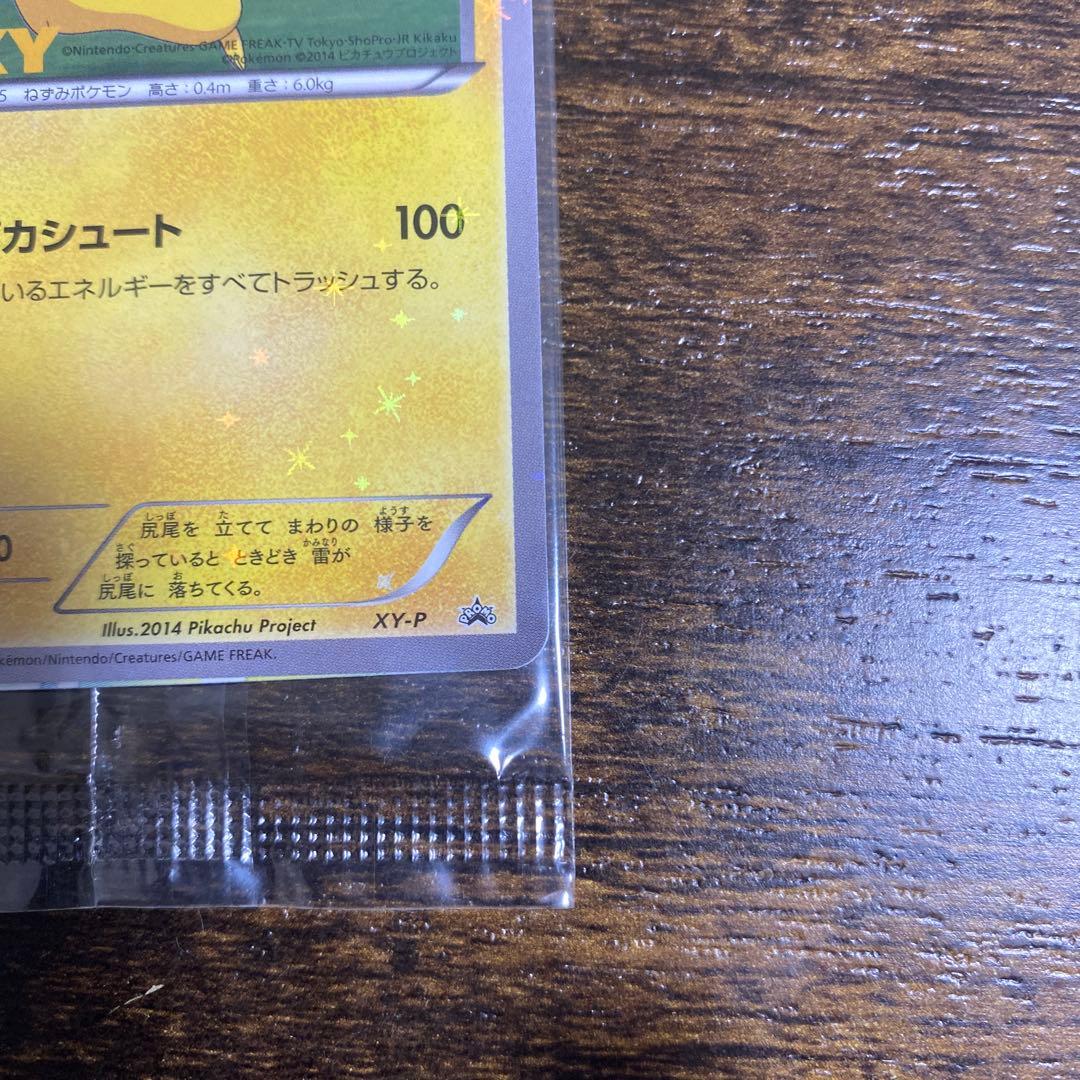 XY
©Nintendo·Creatures·GAME FREAK·TV Tokyo·ShoPro·JR Kikaku
©Pokémon ©2014 ピカチュウプロジェクト
5 ねずみポケモン 高さ：0.4m 重さ：6.0kg
カシュート 100
いるエネルギーをすべてトラッシュする。
0
尻尾を 立てて まわりの 様子を
探っていると ときどき 雷が
尻尾に 落ちてくる。
Illus.2014 Pikachu Project XY-P PROMO
kémon/Nintendo/Creatures/GAME FREAK.